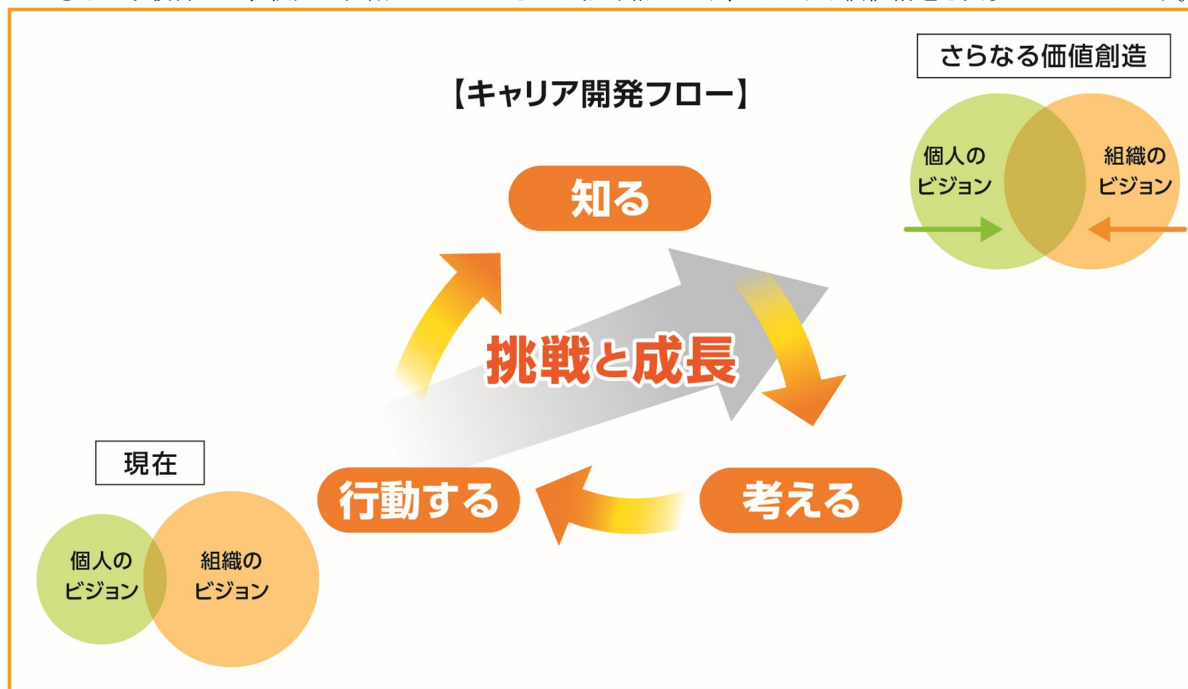 【キャリア開発フロー】
さらなる価値創造
個人の
ビジョン
組織の
ビジョン
知る
挑戦と成長
行動する
考える
現在
個人の
ビジョン
組織の
ビジョン